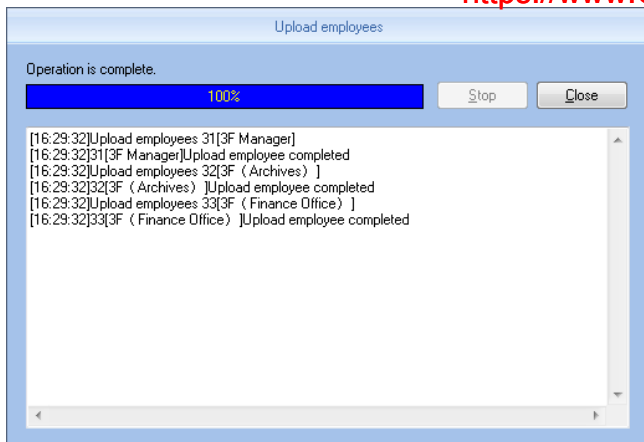 Upload employees
Operation is complete.
100%
Stop
Close
[16:29:32]Upload employees 31[3F Manager]
[16:29:32]31[3F Manager]Upload employee completed
[16:29:32]Upload employees 32[3F（Archives）]
[16:29:32]32[3F（Archives）]Upload employee completed
[16:29:32]Upload employees 33[3F（Finance Office）]
[16:29:32]33[3F（Finance Office）]Upload employee completed